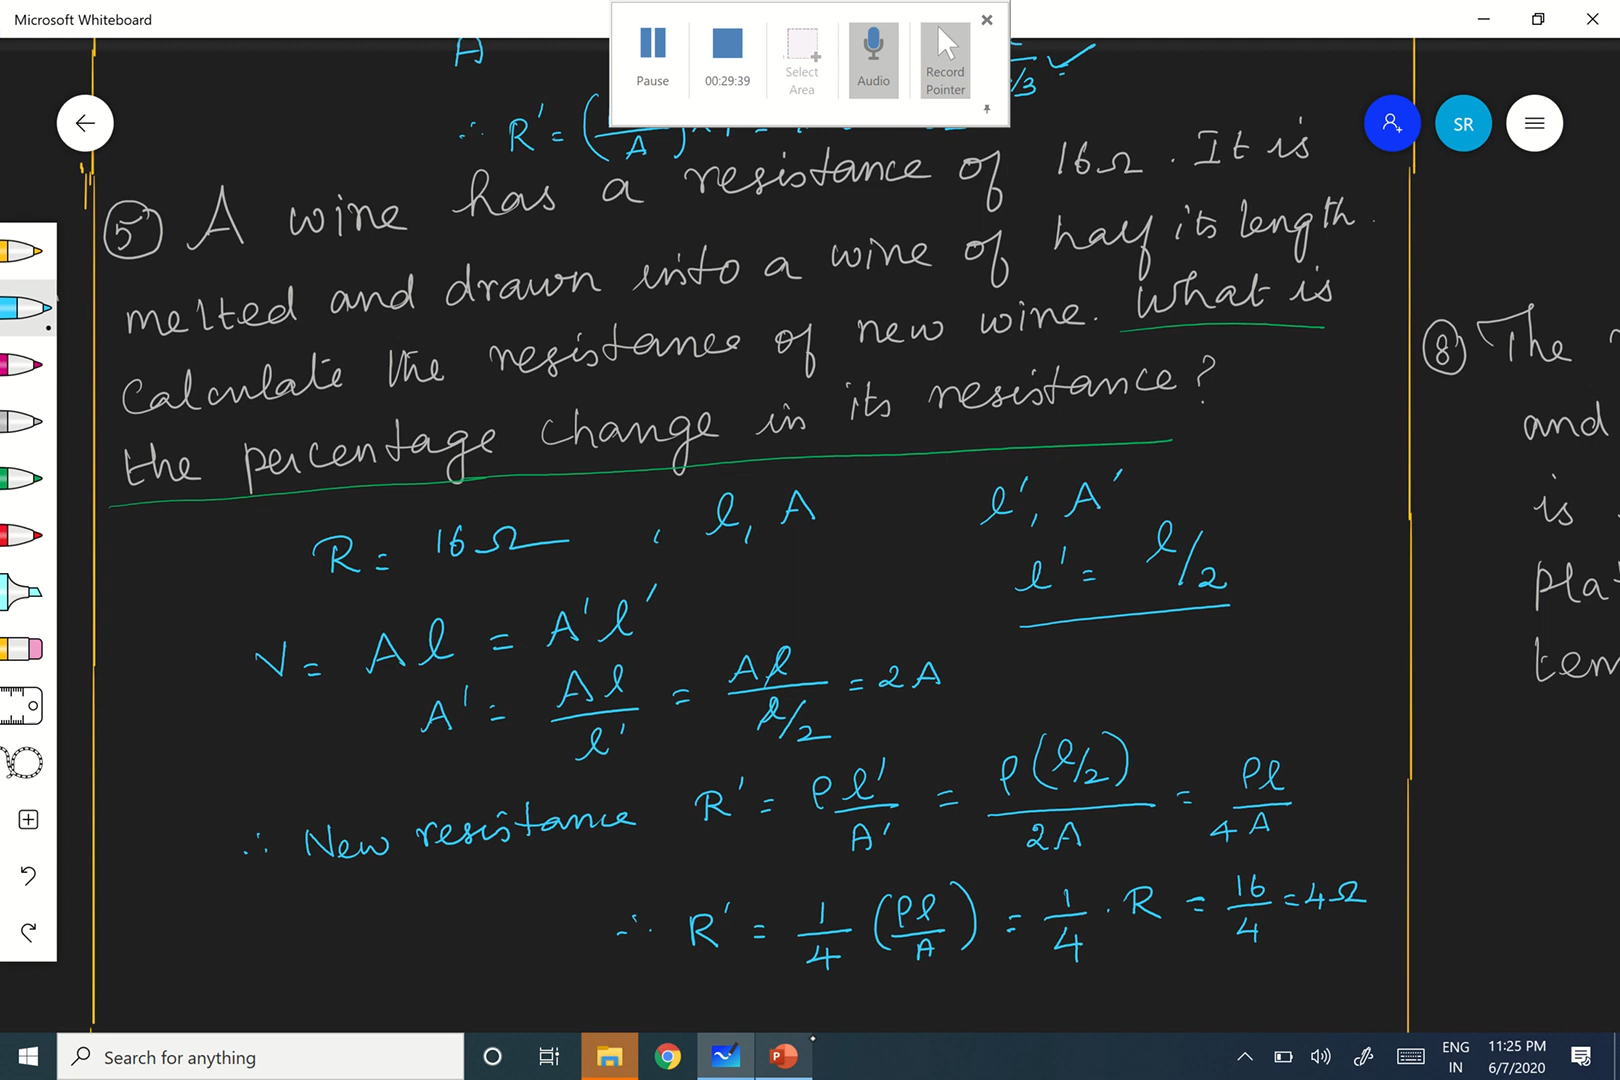 Microsoft Whiteboard
Pause
00:29:39
Select Area
Audio
Record Pointer
A
/3 ✓
∴ R' = (
A
SR
⑤ A wire has a resistance of 16Ω. It is
melted and drawn into a wire of half its length.
Calculate the resistance of new wire. What is
the percentage change in its resistance?
R = 16Ω, l, A
l', A'
l' = l/2
V = Al = A'l'
A' = Al/l' = Al/(l/2) = 2A
∴ New resistance R' = ρl'/A' = ρ(l/2)/2A = ρl/4A
∴ R' = 1/4 (ρl/A) = 1/4 · R = 16/4 = 4Ω
⑧ The
and
is
pla
tem
Search for anything
ENG
IN
11:25 PM
6/7/2020